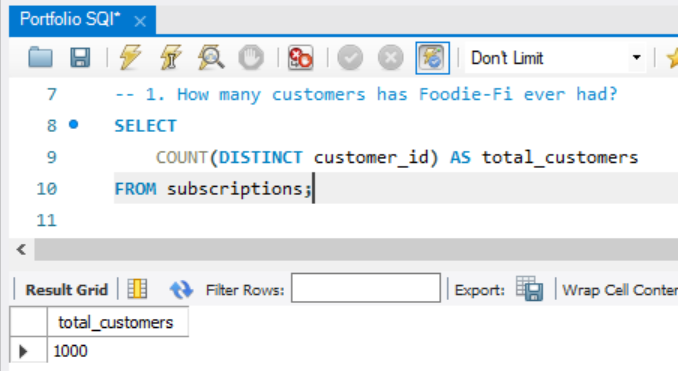 Portfolio SQl*
Don't Limit
7 -- 1. How many customers has Foodie-Fi ever had?
8 SELECT
9 COUNT(DISTINCT customer_id) AS total_customers
10 FROM subscriptions;
11
Result Grid Filter Rows: Export: Wrap Cell Conten
total_customers
1000